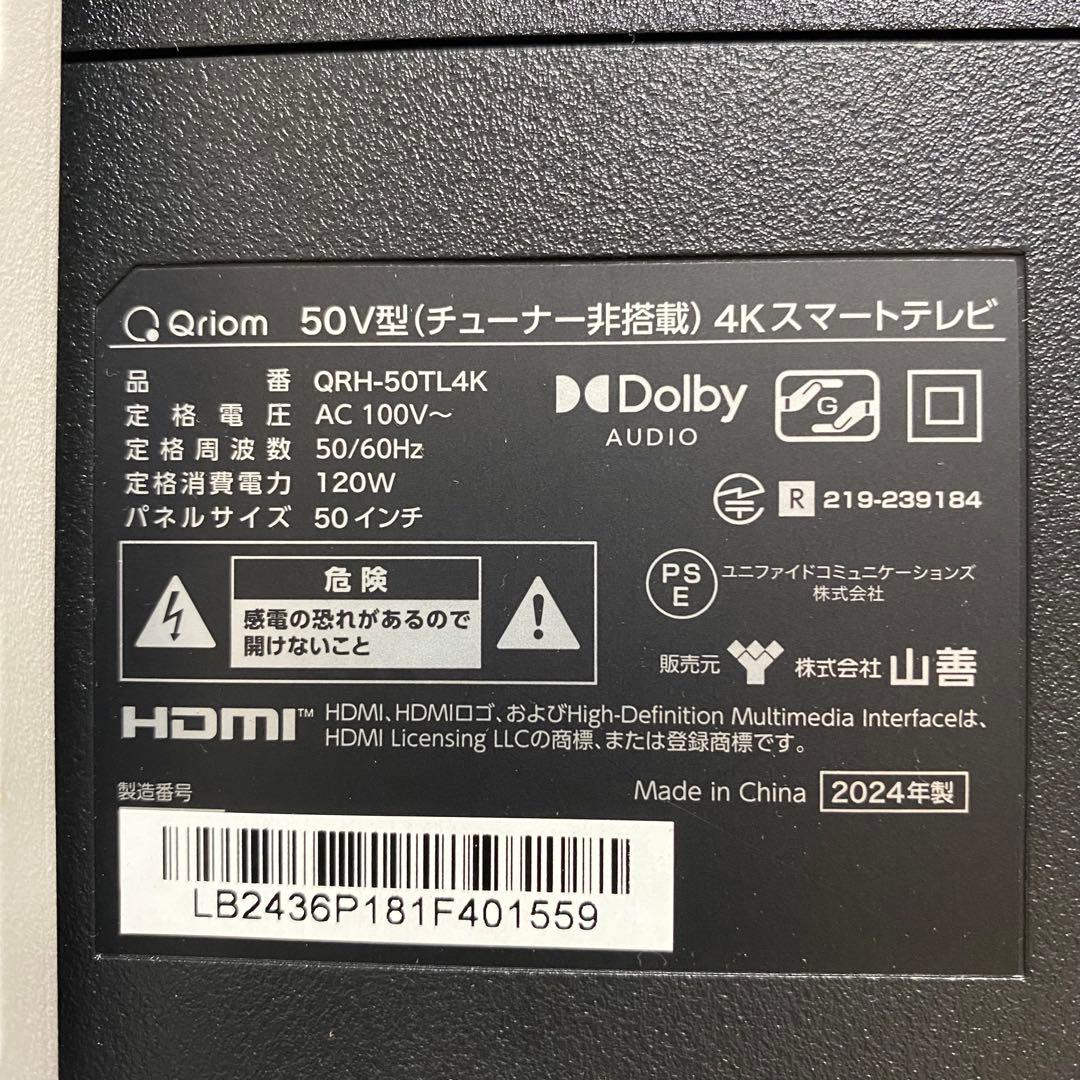 Qriom 50V型(チューナー非搭載) 4Kスマートテレビ
品番 QRH-50TL4K
定格電圧 AC 100V～
定格周波数 50/60Hz
定格消費電力 120W
パネルサイズ 50インチ
Dolby
AUDIO
G
R 219-239184
PS
E
ユニファイドコミュニケーションズ
株式会社
危険
感電の恐れがあるので
開けないこと
販売元 株式会社 山善
HDMI™ HDMI、HDMIロゴ、およびHigh-Definition Multimedia Interfaceは、
HDMI Licensing LLCの商標、または登録商標です。
製造番号
Made in China 2024年製
LB2436P181F401559